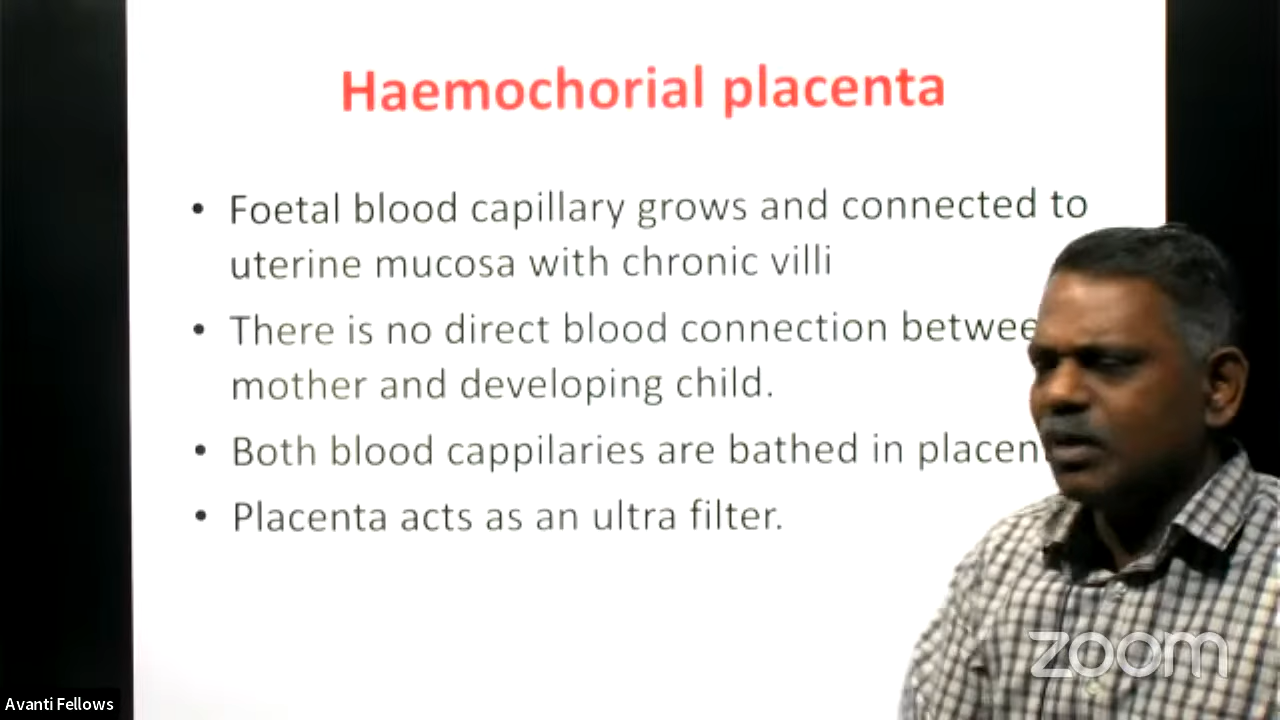 Haemochorial placenta
• Foetal blood capillary grows and connected to
uterine mucosa with chronic villi
• There is no direct blood connection betwee
mother and developing child.
• Both blood cappilaries are bathed in placen
• Placenta acts as an ultra filter.
zoom
Avanti Fellows